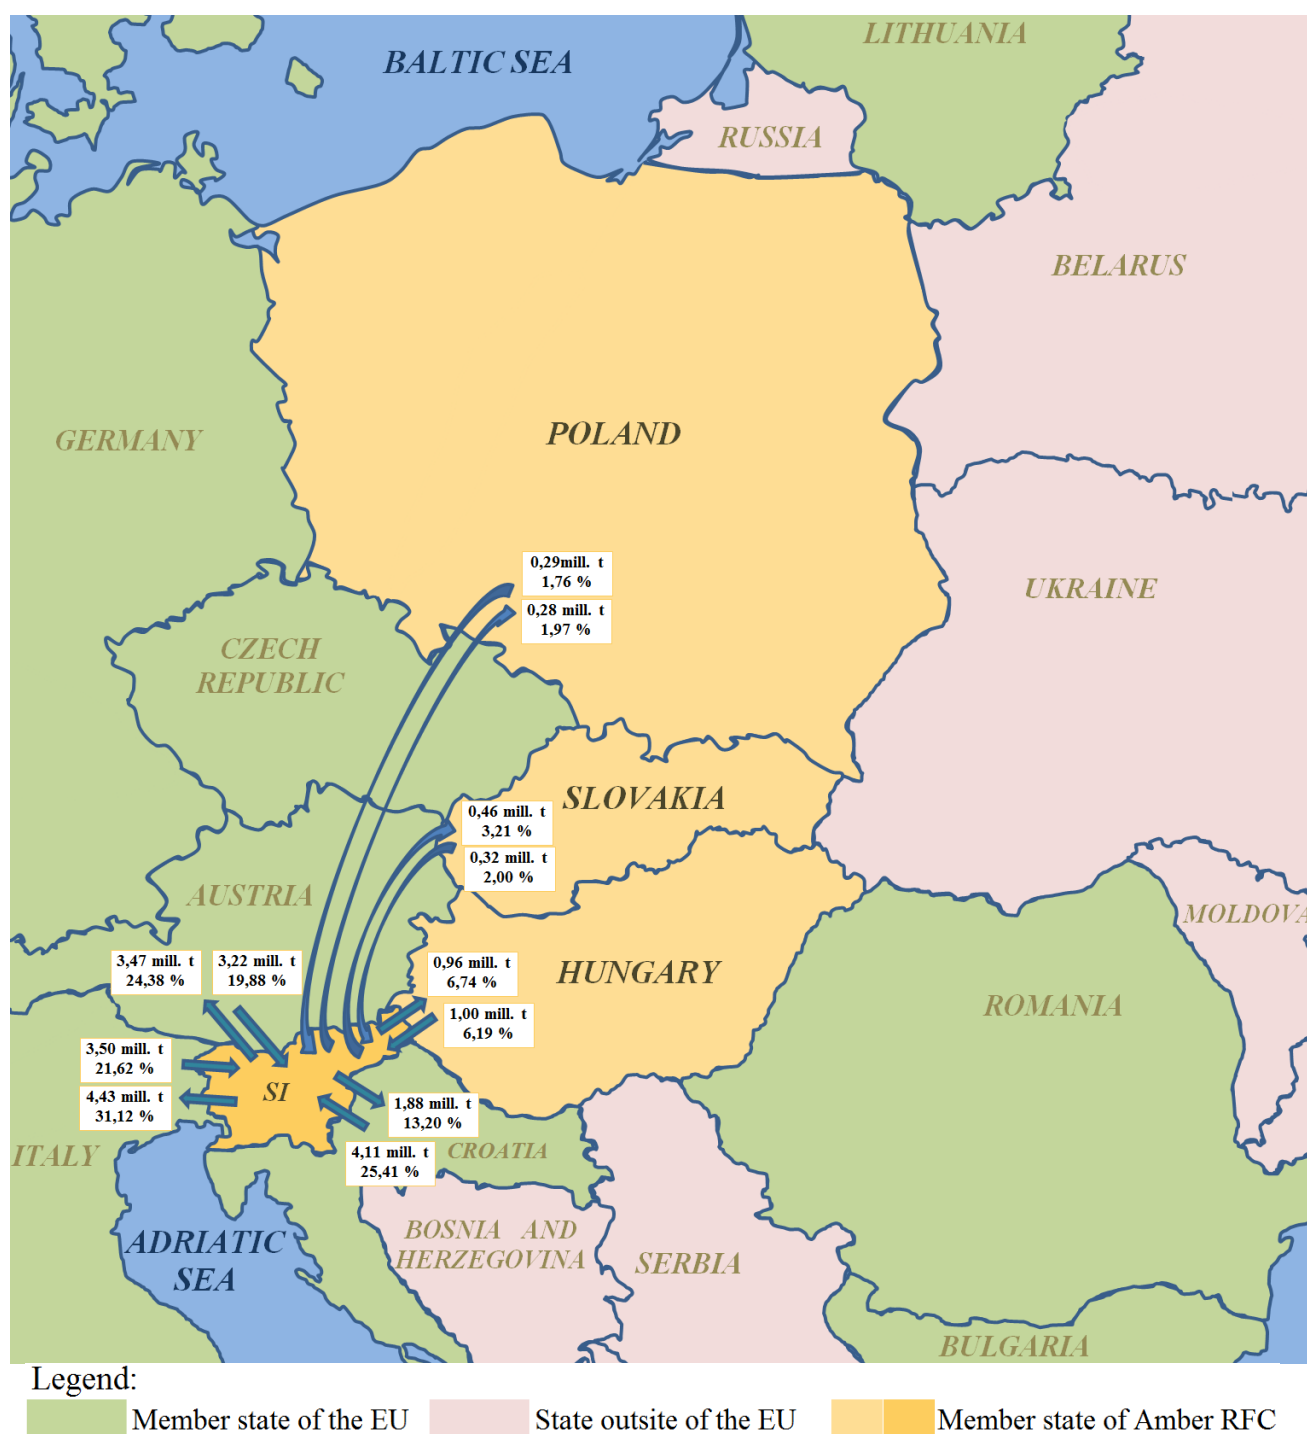 LITHUANIA
BALTIC SEA
RUSSIA
BELARUS
GERMANY
POLAND
0,29mill. t
1,76 %
0,28 mill. t
1,97 %
UKRAINE
CZECH
REPUBLIC
SLOVAKIA
0,46 mill. t
3,21 %
0,32 mill. t
2,00 %
AUSTRIA
MOLDOVA
3,47 mill. t
24,38 %
3,22 mill. t
19,88 %
0,96 mill. t
6,74 %
HUNGARY
1,00 mill. t
6,19 %
ROMANIA
3,50 mill. t
21,62 %
4,43 mill. t
31,12 %
SI
1,88 mill. t
13,20 %
4,11 mill. t
25,41 %
CROATIA
ITALY
ADRIATIC
SEA
BOSNIA AND
HERZEGOVINA
SERBIA
BULGARIA
Legend:
Member state of the EU
State outsite of the EU
Member state of Amber RFC